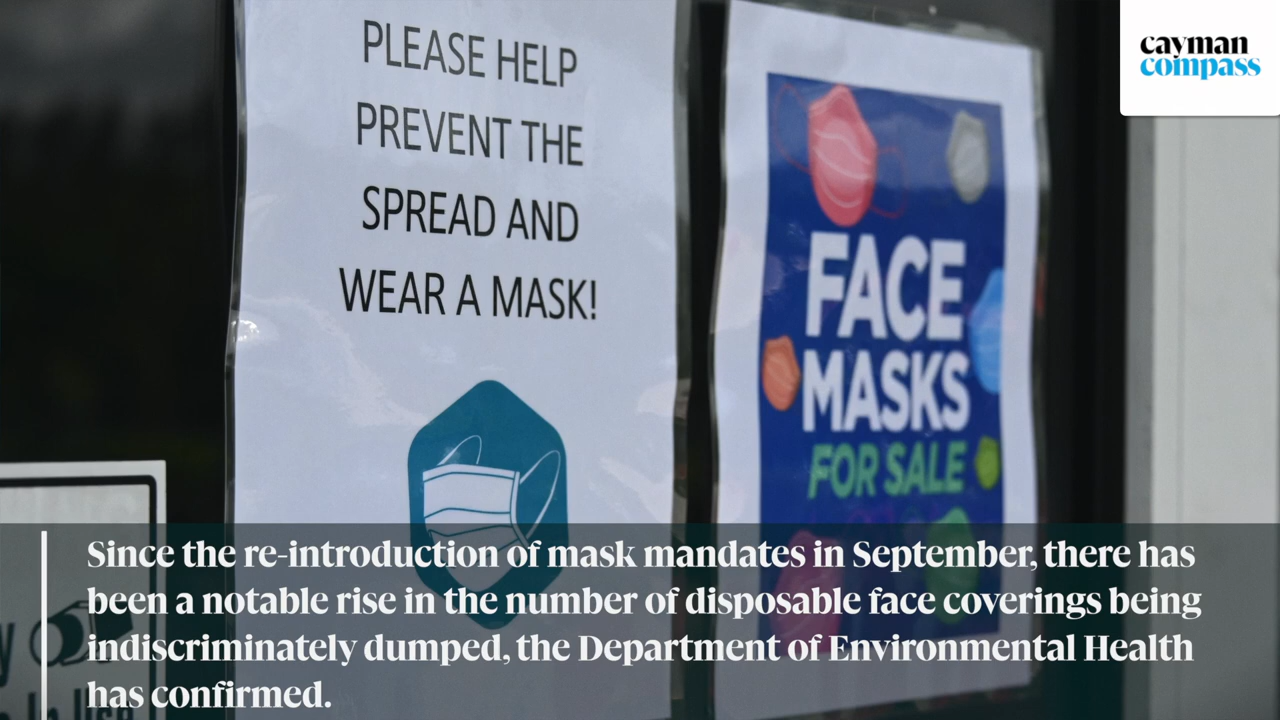 cayman
compass
PLEASE HELP
PREVENT THE
SPREAD AND
WEAR A MASK!
FACE
MASKS
FOR SALE
Since the re-introduction of mask mandates in September, there has
been a notable rise in the number of disposable face coverings being
indiscriminately dumped, the Department of Environmental Health
has confirmed.